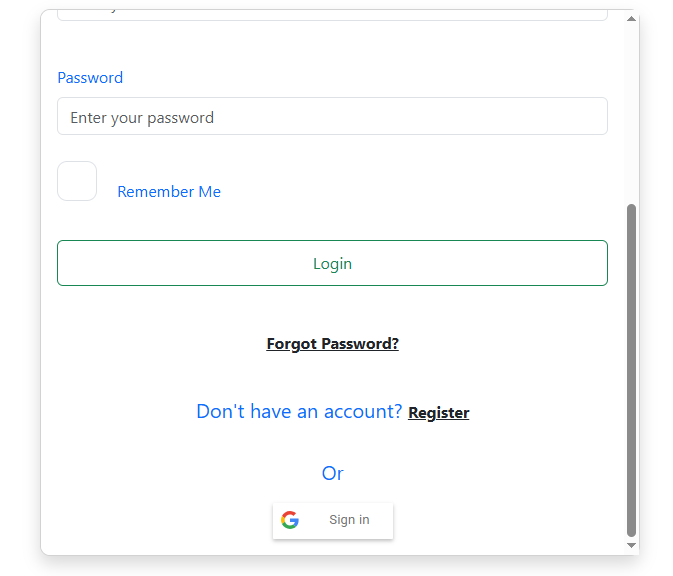 Password
Enter your password
Remember Me
Login
Forgot Password?
Don't have an account? Register
Or
Sign in